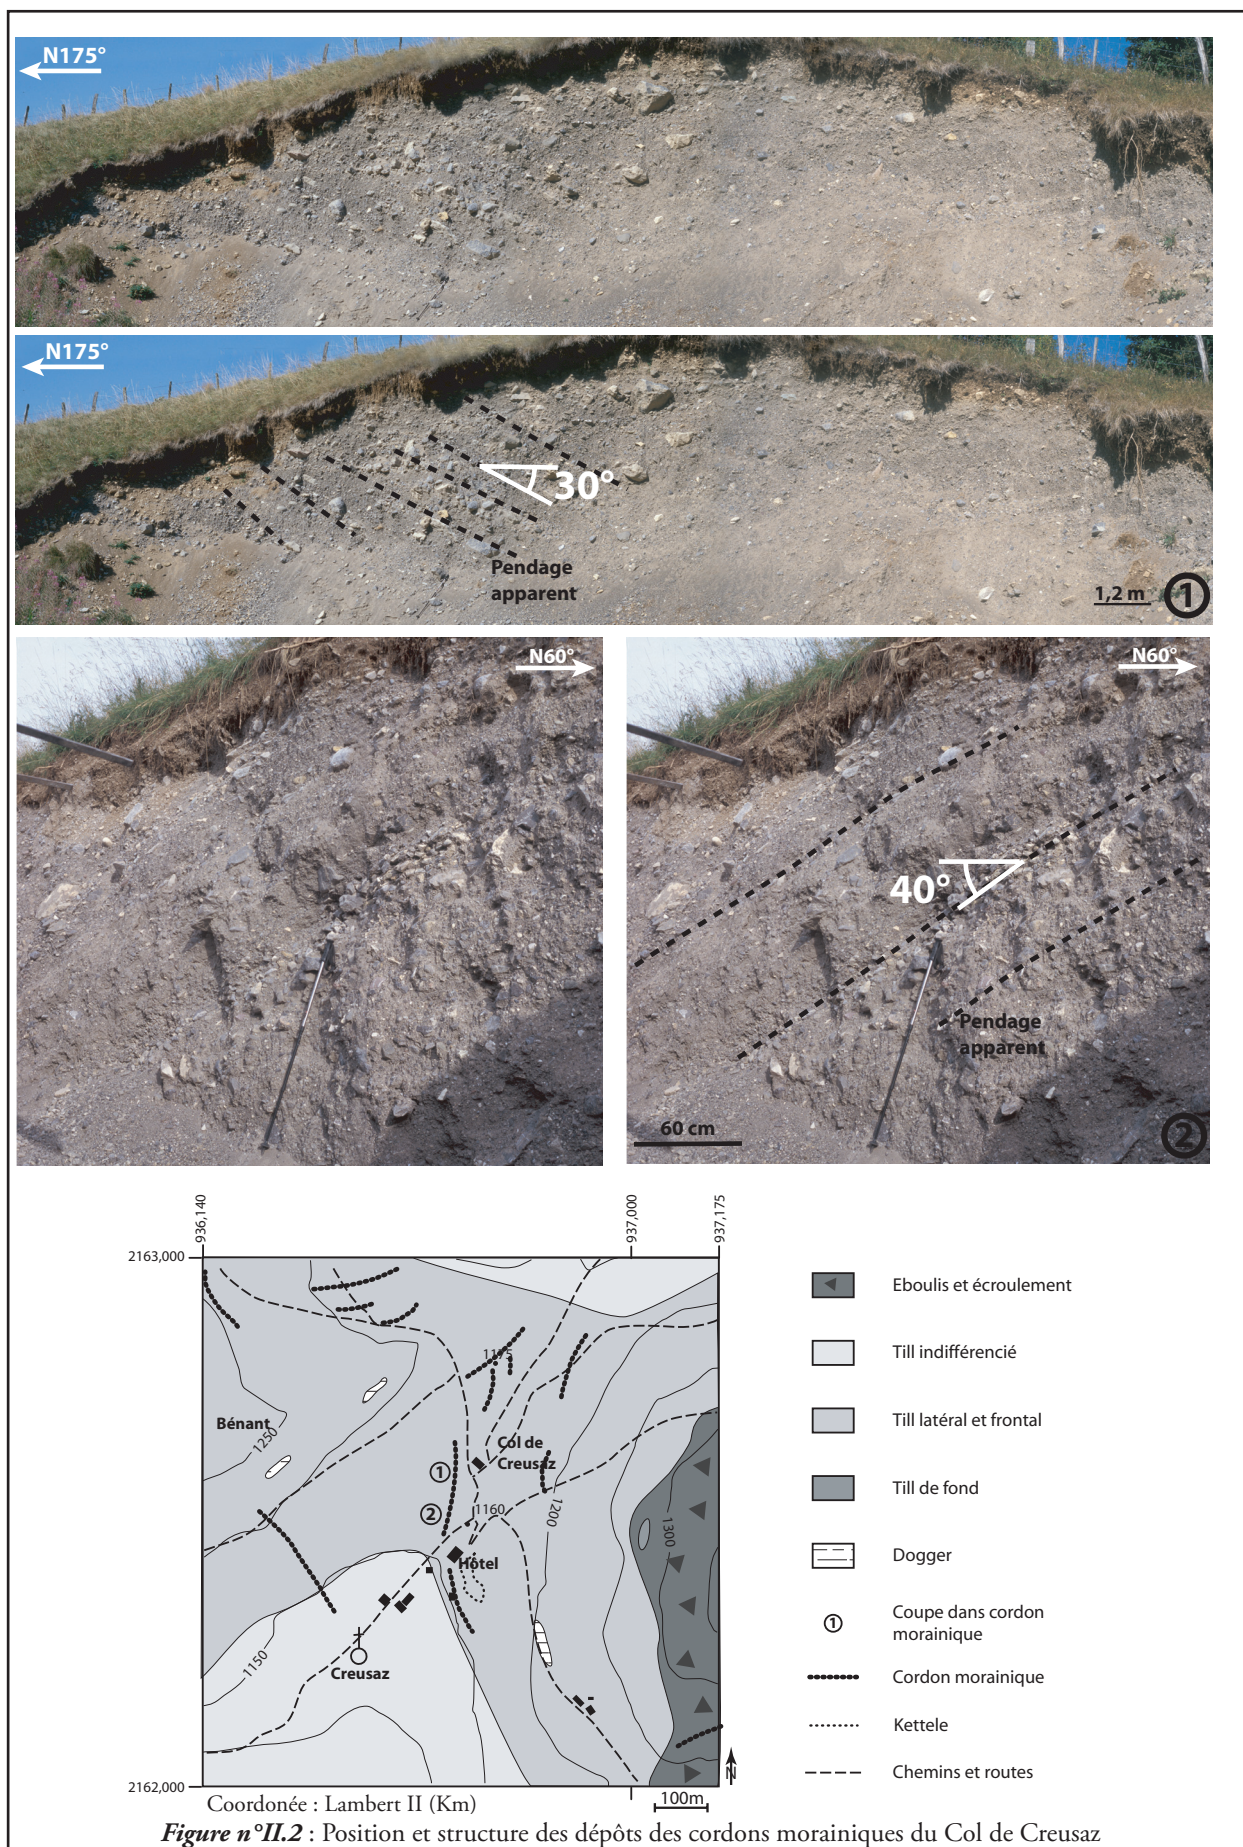 N175°
N175°
30°
Pendage
apparent
1,2 m
1
N60°
N60°
40°
Pendage
apparent
60 cm
2
936,140
937,000
937,175
2163,000
1175
Bénant
1250
Col de
Creusaz
1
2
1160
1200
1300
Hôtel
1150
Creusaz
2162,000
N
100m
Coordonée : Lambert II (Km)
Eboulis et écroulement
Till indifférencié
Till latéral et frontal
Till de fond
Dogger
1
Coupe dans cordon
morainique
Cordon morainique
Kettele
Chemins et routes
Figure n°II.2 : Position et structure des dépôts des cordons morainiques du Col de Creusaz